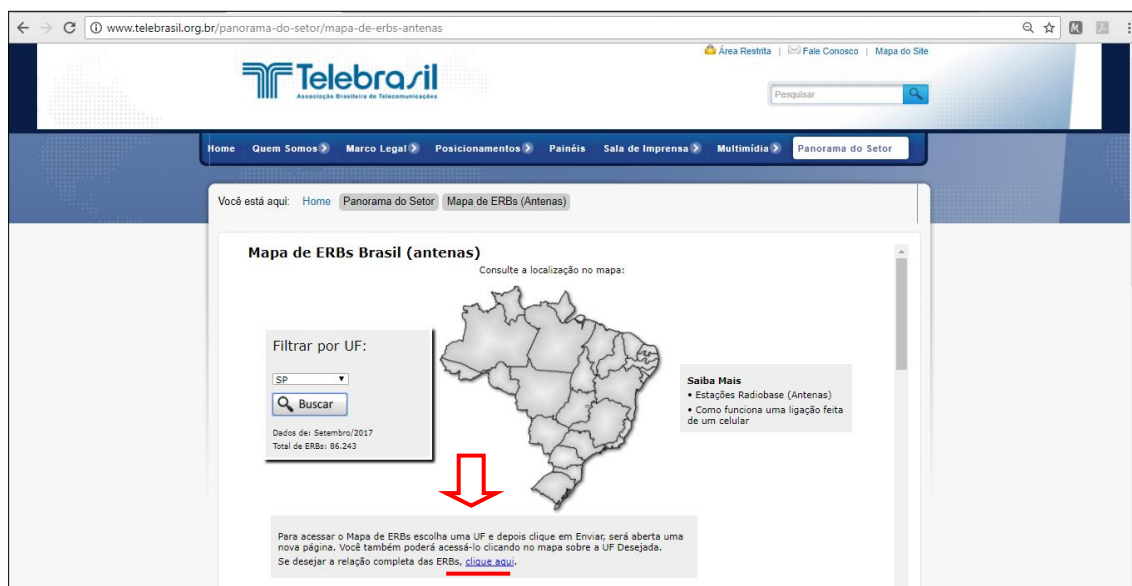 www.telebrasil.org.br/panorama-do-setor/mapa-de-erbs-antenas
Área Restrita | Fale Conosco | Mapa do Site
Telebrasil
Associação Brasileira de Telecomunicações
Pesquisar
Home Quem Somos Marco Legal Posicionamentos Painéis Sala de Imprensa Multimídia Panorama do Setor
Você está aqui: Home Panorama do Setor Mapa de ERBs (Antenas)
Mapa de ERBs Brasil (antenas)
Consulte a localização no mapa:
Filtrar por UF:
SP
Buscar
Dados de: Setembro/2017
Total de ERBs: 86.243
Saiba Mais
• Estações Radiobase (Antenas)
• Como funciona uma ligação feita
de um celular
Para acessar o Mapa de ERBs escolha uma UF e depois clique em Enviar, será aberta uma
nova página. Você também poderá acessá-lo clicando no mapa sobre a UF Desejada.
Se desejar a relação completa das ERBs, clique aqui.